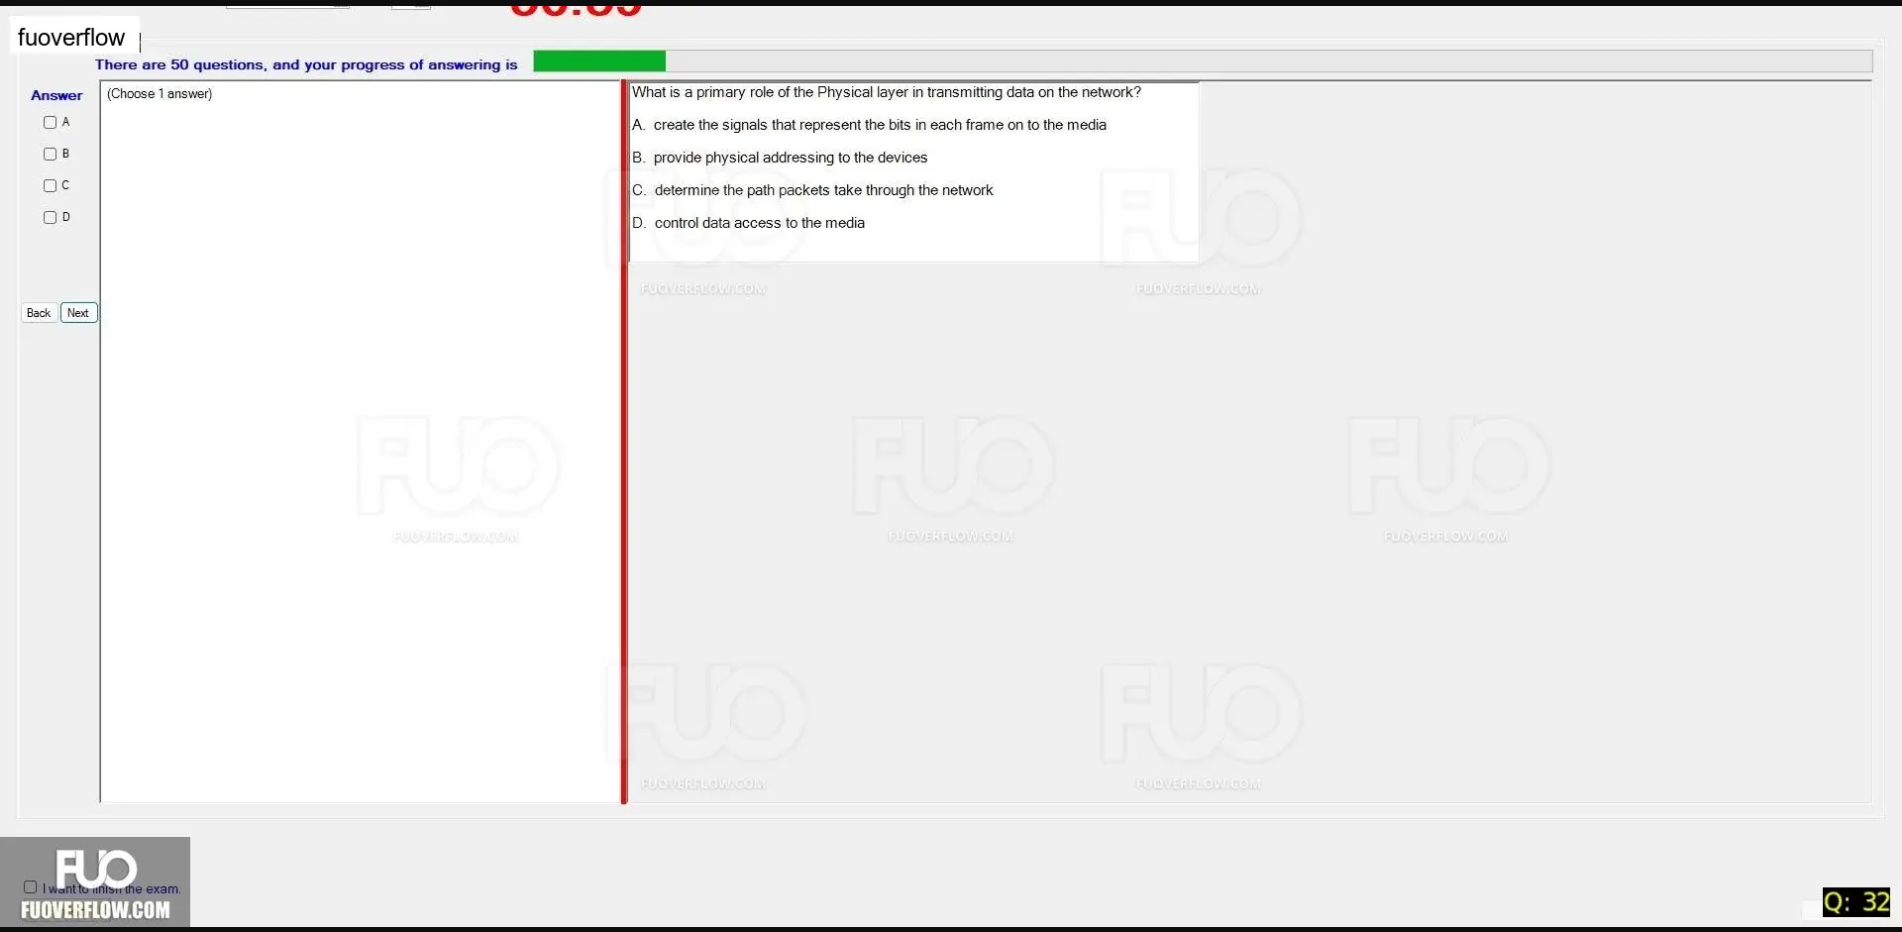 fuoverflow
There are 50 questions, and your progress of answering is
Answer
(Choose 1 answer)
A
B
C
D
Back
Next
What is a primary role of the Physical layer in transmitting data on the network?
A. create the signals that represent the bits in each frame on to the media
B. provide physical addressing to the devices
C. determine the path packets take through the network
D. control data access to the media
FUO
FUOVERFLOW.COM
FUO
FUOVERFLOW.COM
FUO
FUOVERFLOW.COM
FUO
FUOVERFLOW.COM
FUO
FUOVERFLOW.COM
FUO
FUOVERFLOW.COM
FUO
FUOVERFLOW.COM
FUO
I want to finish the exam.
FUOVERFLOW.COM
Q: 32